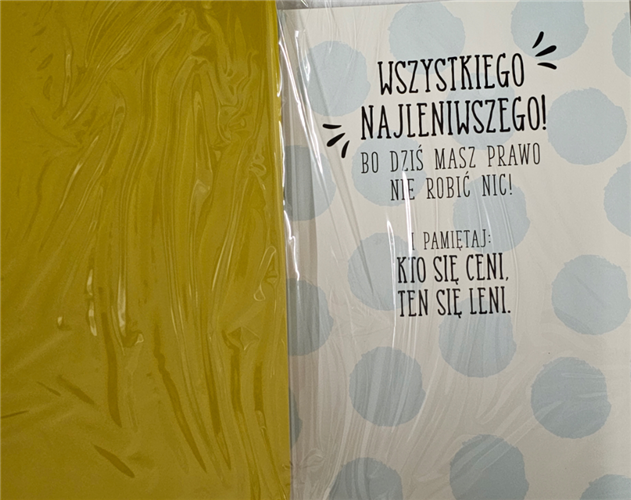 WSZYSTKIEGO
NAJLENIWSZEGO!
BO DZIŚ MASZ PRAWO
NIE ROBIĆ NIC!
I PAMIĘTAJ:
KTO SIĘ CENI,
TEN SIĘ LENI.